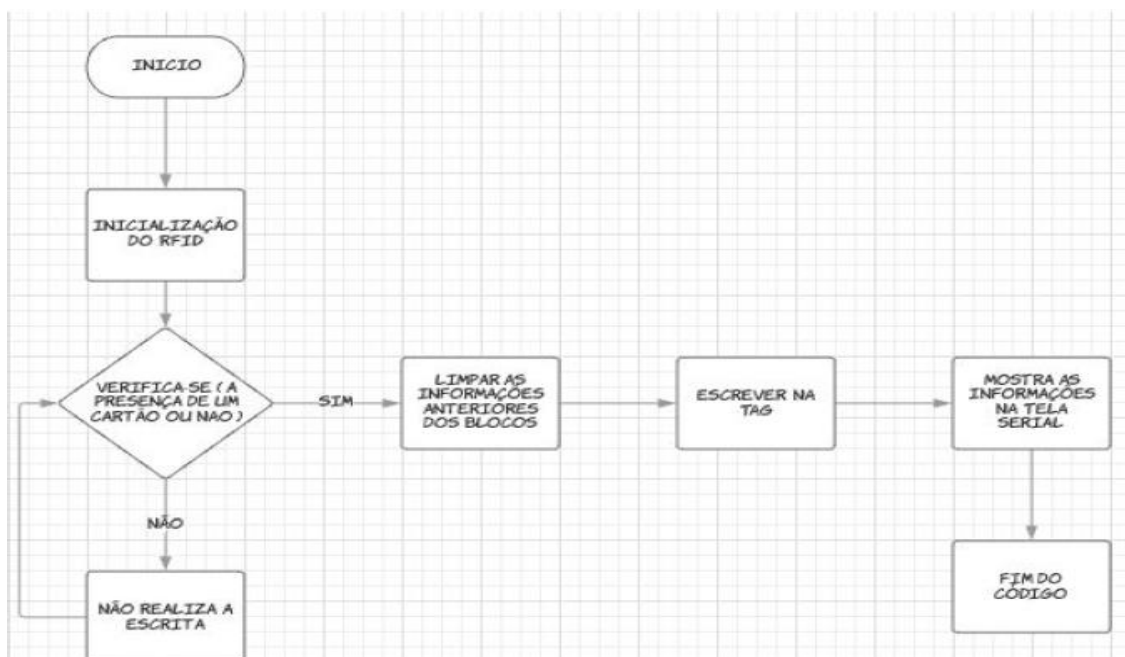 INICIO
INICIALIZAÇÃO
DO RFID
VERIFICA-SE ( A
PRESENÇA DE UM
CARTÃO OU NAO )
SIM
LIMPAR AS
INFORMAÇÕES
ANTERIORES
DOS BLOCOS
ESCREVER NA
TAG
MOSTRA AS
INFORMAÇÕES
NA TELA
SERIAL
NÃO
NÃO REALIZA A
ESCRITA
FIM DO
CÓDIGO